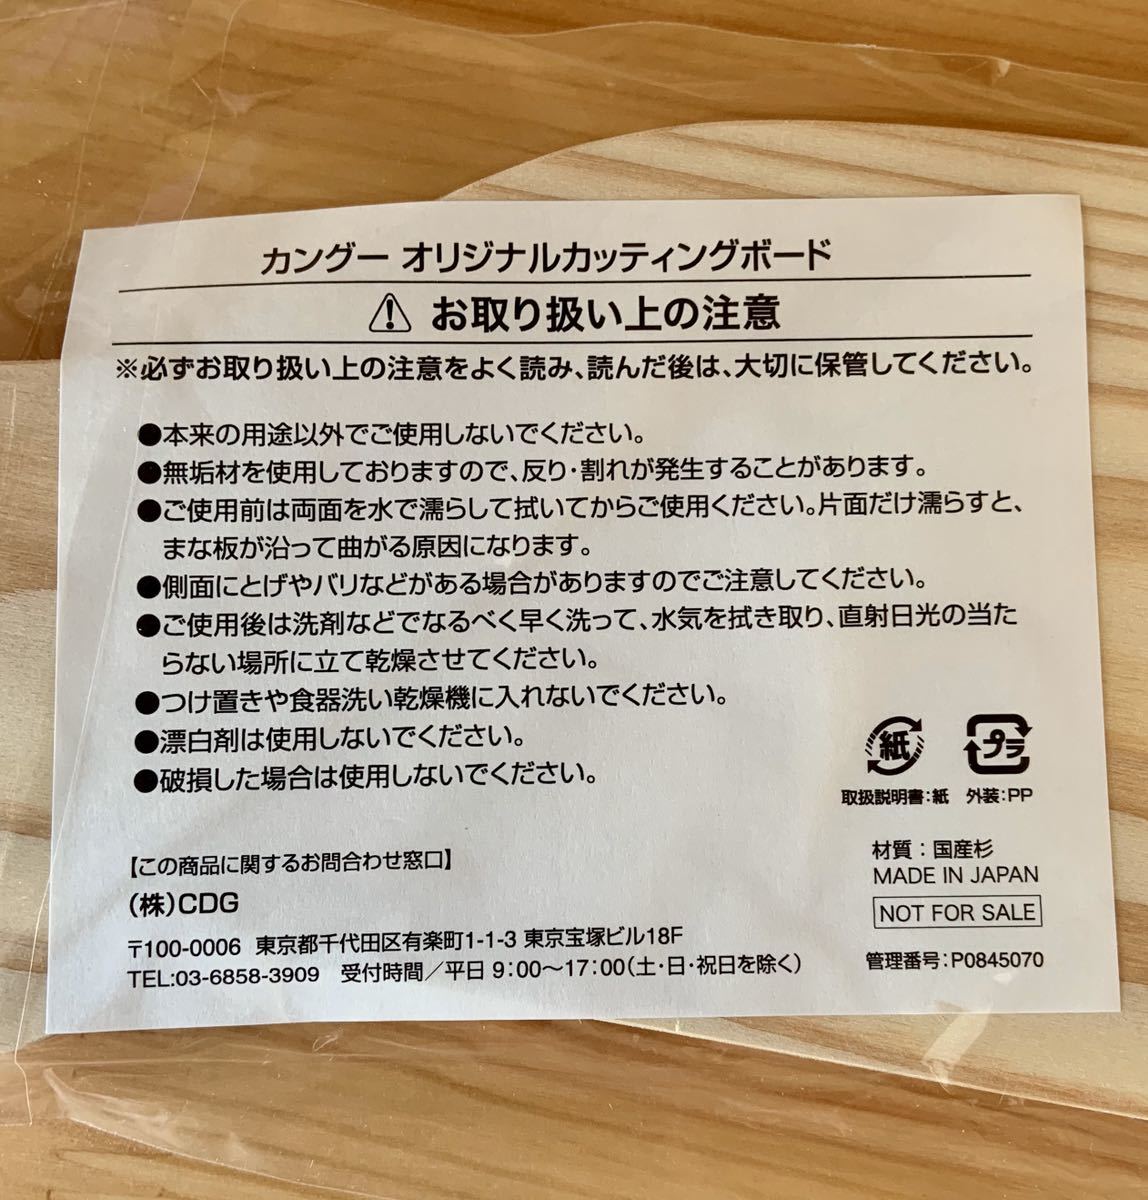 カングー オリジナルカッティングボード
お取り扱い上の注意
※必ずお取り扱い上の注意をよく読み、読んだ後は、大切に保管してください。
●本来の用途以外でご使用しないでください。
●無垢材を使用しておりますので、反り・割れが発生することがあります。
●ご使用前は両面を水で濡らして拭いてからご使用ください。片面だけ濡らすと、
まな板が沿って曲がる原因になります。
●側面にとげやバリなどがある場合がありますのでご注意してください。
●ご使用後は洗剤などでなるべく早く洗って、水気を拭き取り、直射日光の当た
らない場所に立て乾燥させてください。
●つけ置きや食器洗い乾燥機に入れないでください。
●漂白剤は使用しないでください。
●破損した場合は使用しないでください。
紙 プラ
取扱説明書:紙 外装:PP
【この商品に関するお問合わせ窓口】
(株)CDG
〒100-0006 東京都千代田区有楽町1-1-3 東京宝塚ビル18F
TEL:03-6858-3909 受付時間/平日 9:00〜17:00(土・日・祝日を除く)
材質:国産杉
MADE IN JAPAN
NOT FOR SALE
管理番号:P0845070